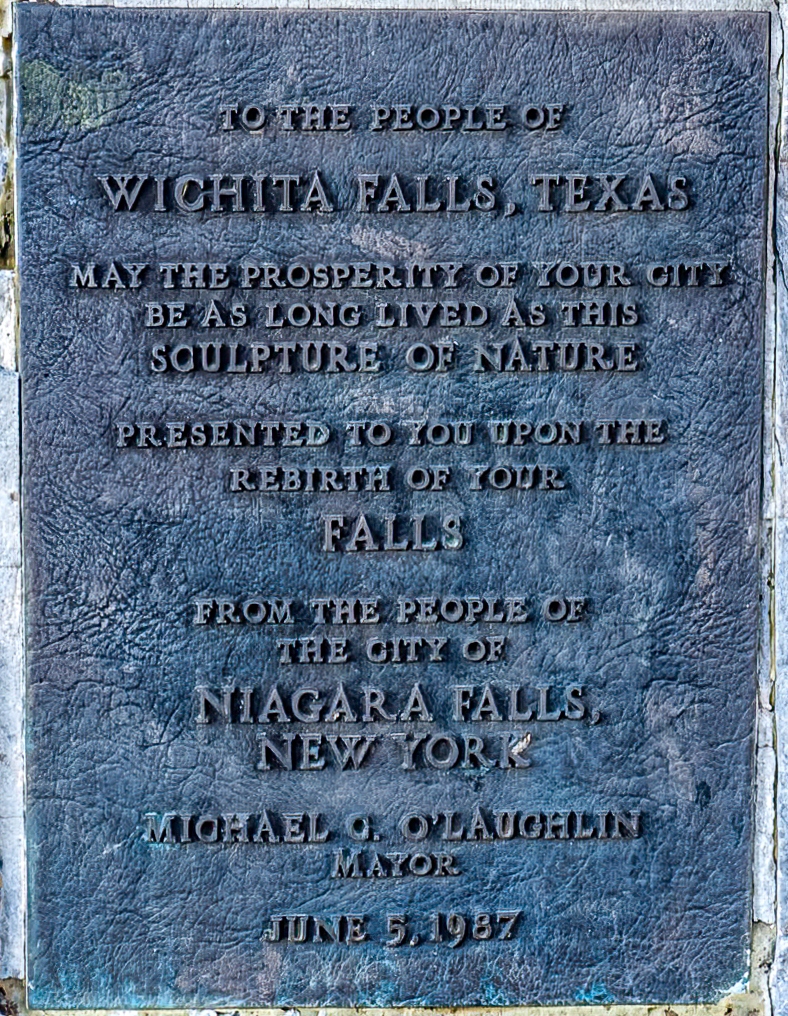 TO THE PEOPLE OF
WICHITA FALLS, TEXAS
MAY THE PROSPERITY OF YOUR CITY
BE AS LONG LIVED AS THIS
SCULPTURE OF NATURE
PRESENTED TO YOU UPON THE
REBIRTH OF YOUR
FALLS
FROM THE PEOPLE OF
THE CITY OF
NIAGARA FALLS,
NEW YORK
MICHAEL C. O'LAUGHLIN
MAYOR
JUNE 5, 1987